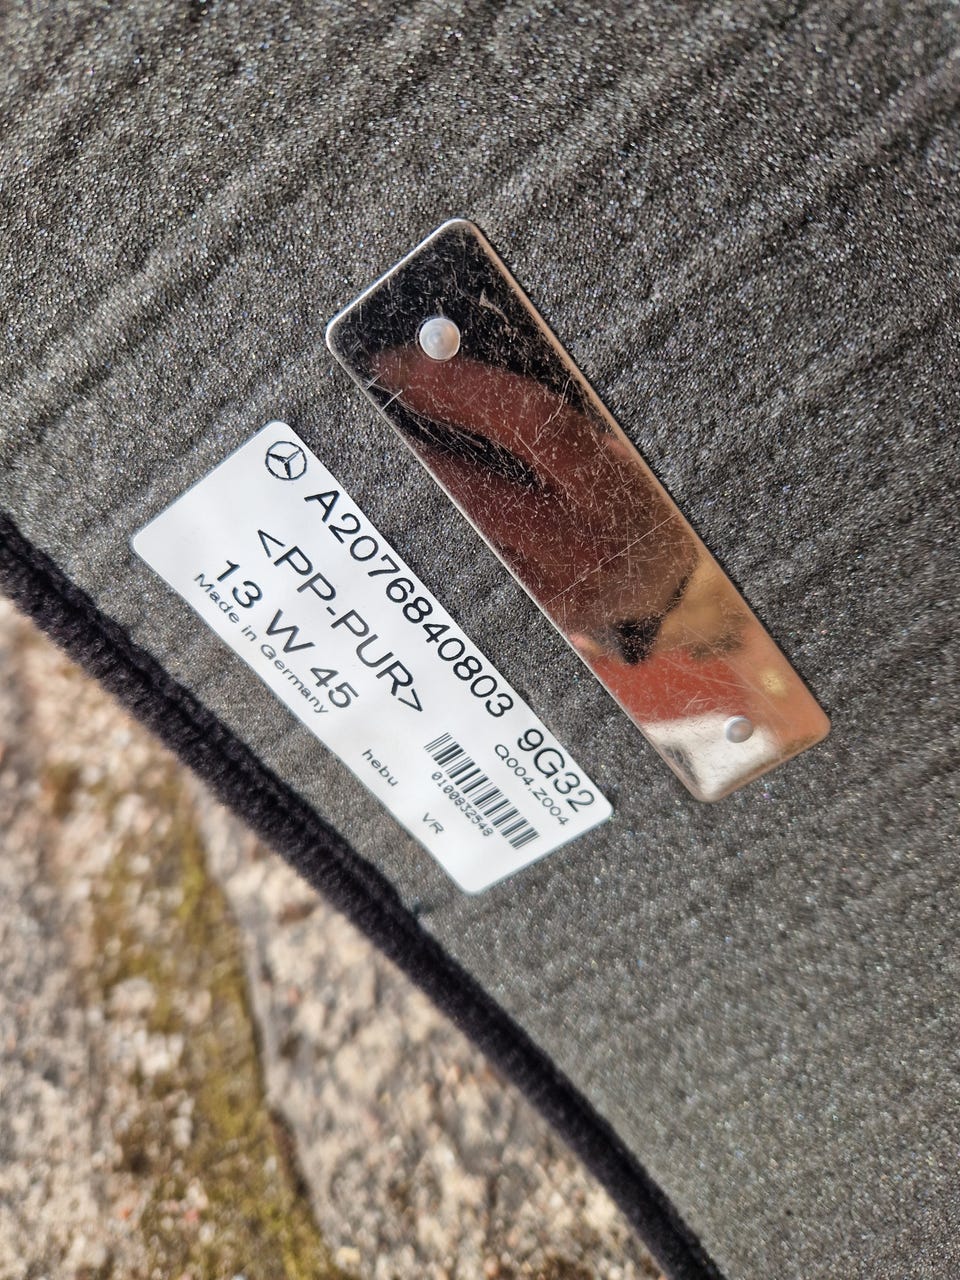 A2076840803 9G32
<PP-PUR>
Q004,Z004
13 W 45
Made in Germany
0100832548
hebu
VR